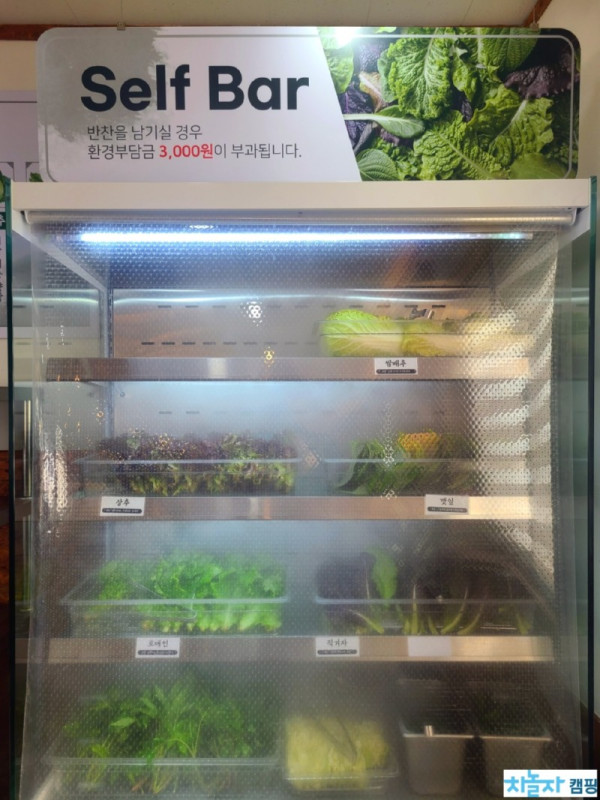 Self Bar
반찬을 남기실 경우
환경부담금 3,000원이 부과됩니다.
알배추
상추
깻잎
로메인
적겨자
차놀자 캠핑